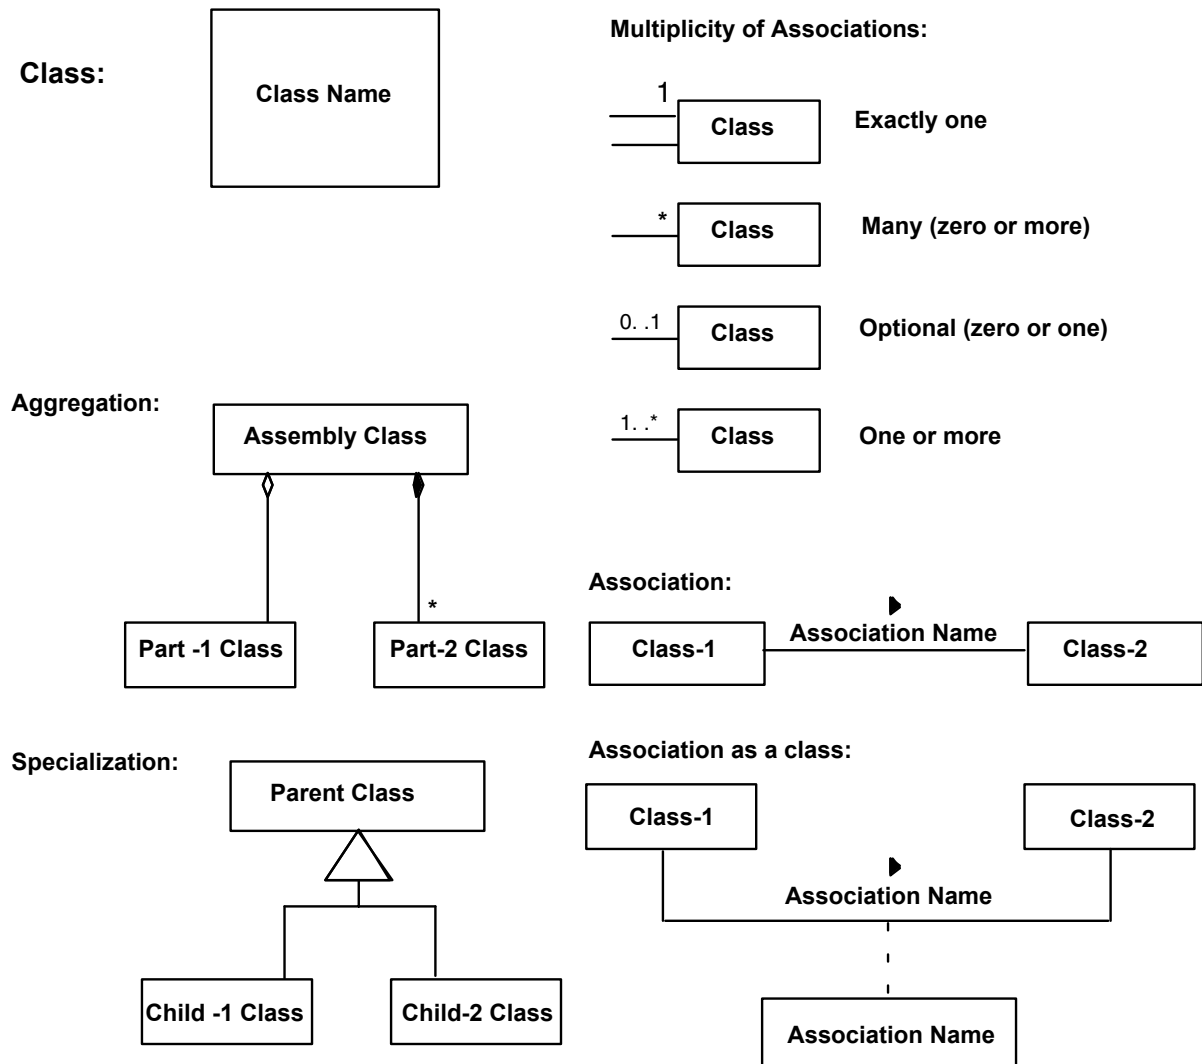 Class:
Class Name
Multiplicity of Associations:
1
Class
Exactly one
*
Class
Many (zero or more)
0. .1
Class
Optional (zero or one)
1. .*
Class
One or more
Aggregation:
Assembly Class
*
Part -1 Class
Part-2 Class
Association:
Class-1
Association Name
Class-2
Specialization:
Parent Class
Child -1 Class
Child-2 Class
Association as a class:
Class-1
Class-2
Association Name
Association Name